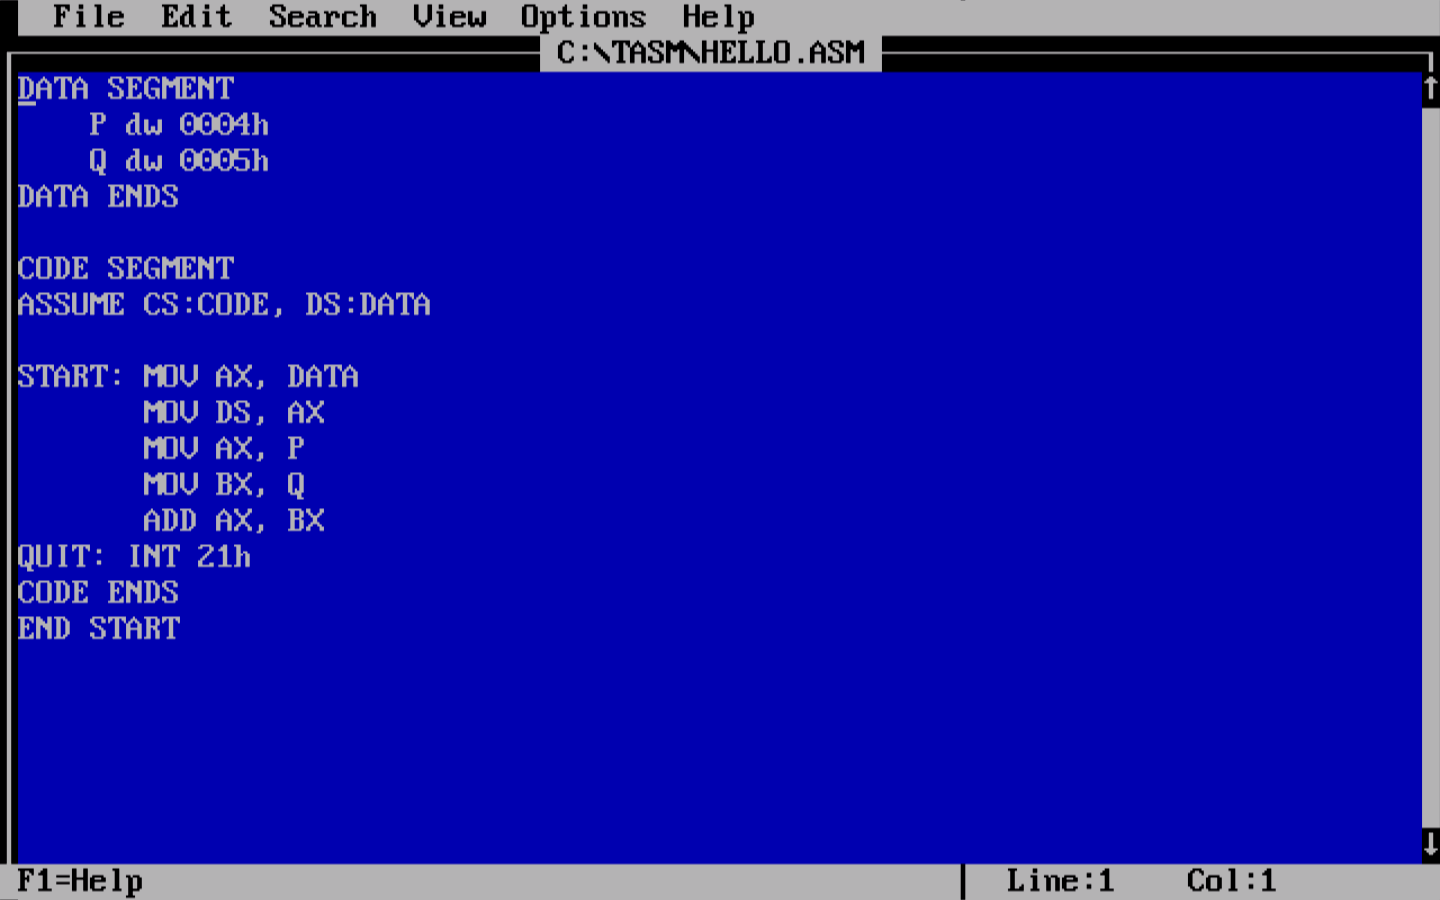 File Edit Search View Options Help
C:\TASM\HELLO.ASM
DATA SEGMENT
    P dw 0004h
    Q dw 0005h
DATA ENDS
CODE SEGMENT
ASSUME CS:CODE, DS:DATA
START: MOV AX, DATA
       MOV DS, AX
       MOV AX, P
       MOV BX, Q
       ADD AX, BX
QUIT: INT 21h
CODE ENDS
END START
F1=Help Line:1 Col:1